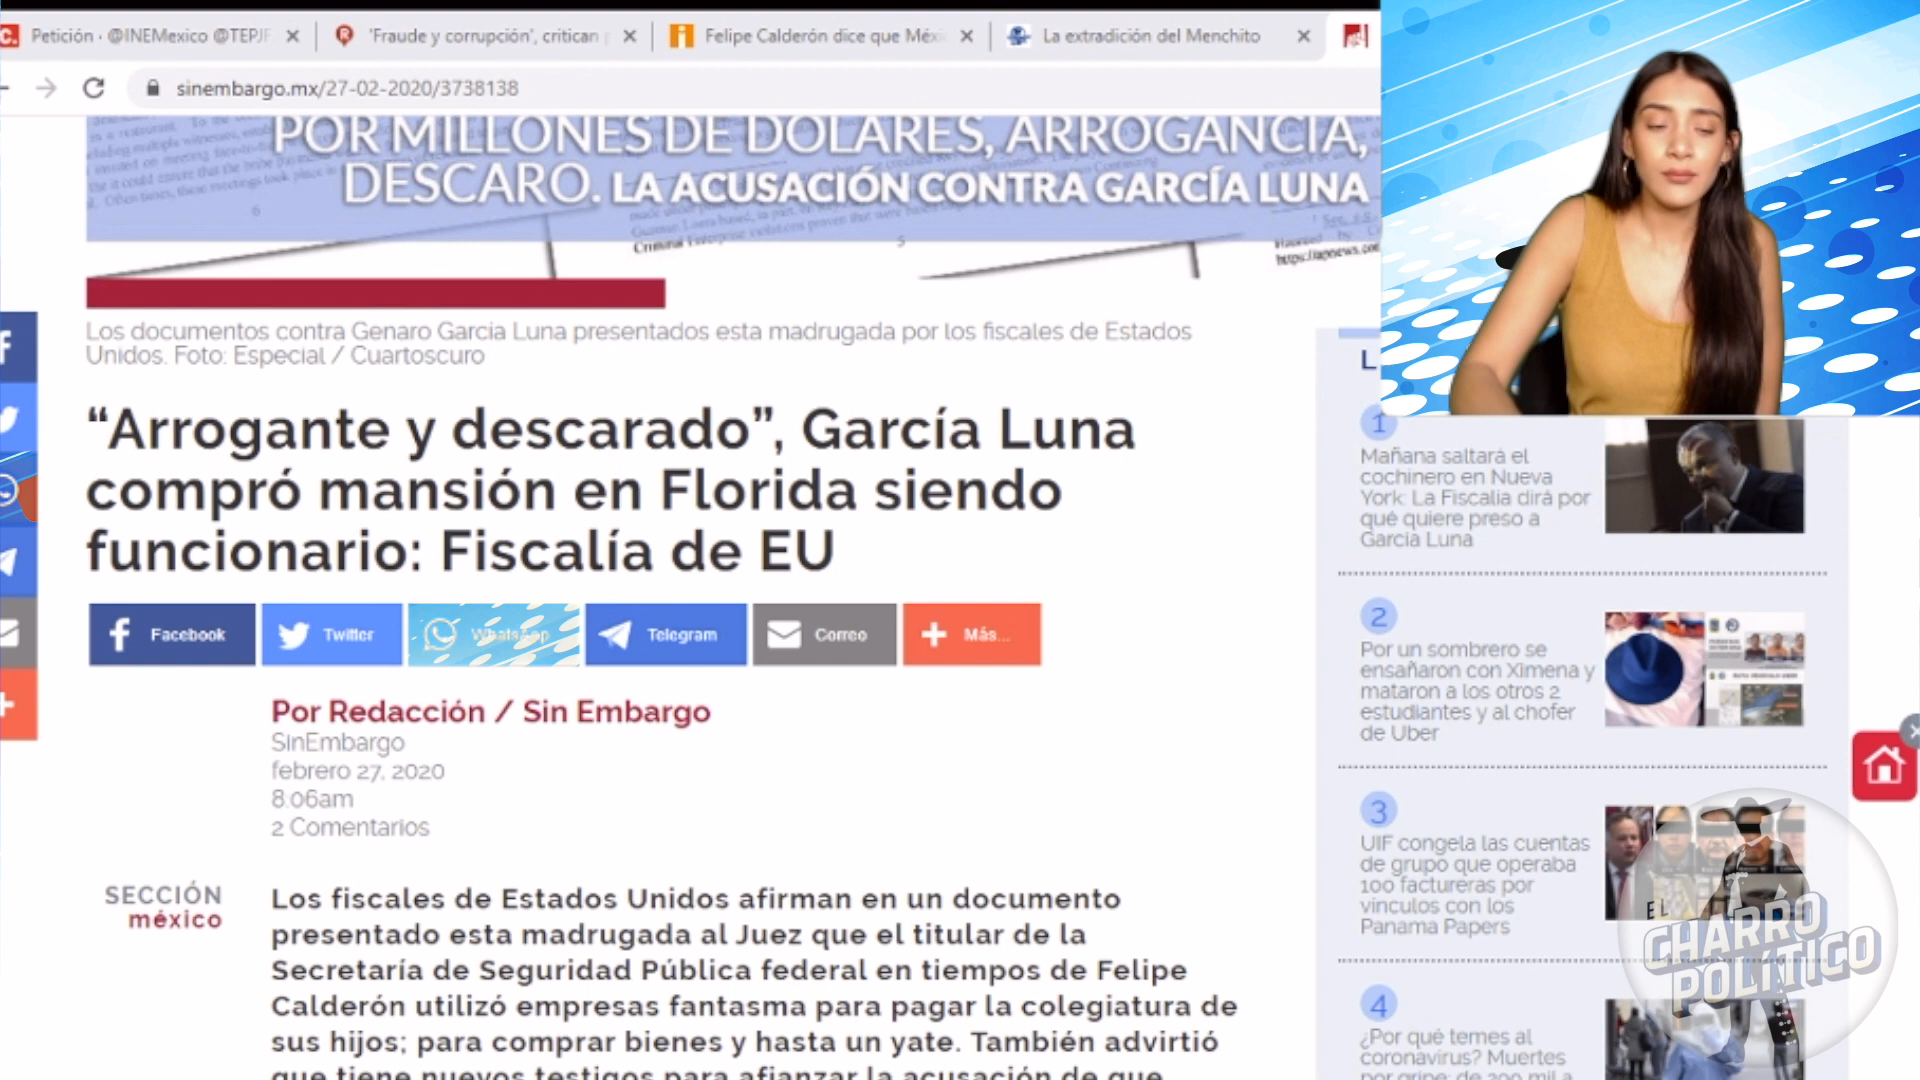 Petición · @INEMexico @TEPJF
'Fraude y corrupción', critican
Felipe Calderón dice que Méxi
La extradición del Menchito
sinembargo.mx/27-02-2020/3738138
POR MILLONES DE DOLARES, ARROGANCIA,
DESCARO. LA ACUSACIÓN CONTRA GARCÍA LUNA
Los documentos contra Genaro García Luna presentados esta madrugada por los fiscales de Estados
Unidos. Foto: Especial / Cuartoscuro
“Arrogante y descarado”, García Luna
compró mansión en Florida siendo
funcionario: Fiscalía de EU
Facebook
Twitter
WhatsApp
Telegram
Correo
Más...
Por Redacción / Sin Embargo
SinEmbargo
febrero 27, 2020
8:06am
2 Comentarios
SECCIÓN
méxico
Los fiscales de Estados Unidos afirman en un documento
presentado esta madrugada al Juez que el titular de la
Secretaría de Seguridad Pública federal en tiempos de Felipe
Calderón utilizó empresas fantasma para pagar la colegiatura de
sus hijos; para comprar bienes y hasta un yate. También advirtió
que tiene nuevos testigos para afianzar la acusación de que
L
1
Mañana saltará el
cochinero en Nueva
York: La Fiscalía dirá por
qué quiere preso a
García Luna
2
Por un sombrero se
ensañaron con Ximena y
mataron a los otros 2
estudiantes y al chofer
de Uber
3
UIF congela las cuentas
de grupo que operaba
100 factureras por
vínculos con los
Panama Papers
4
¿Por qué temes al
coronavirus? Muertes
por gripe: de 290 mil a
EL
CHARRO
POLÍTICO